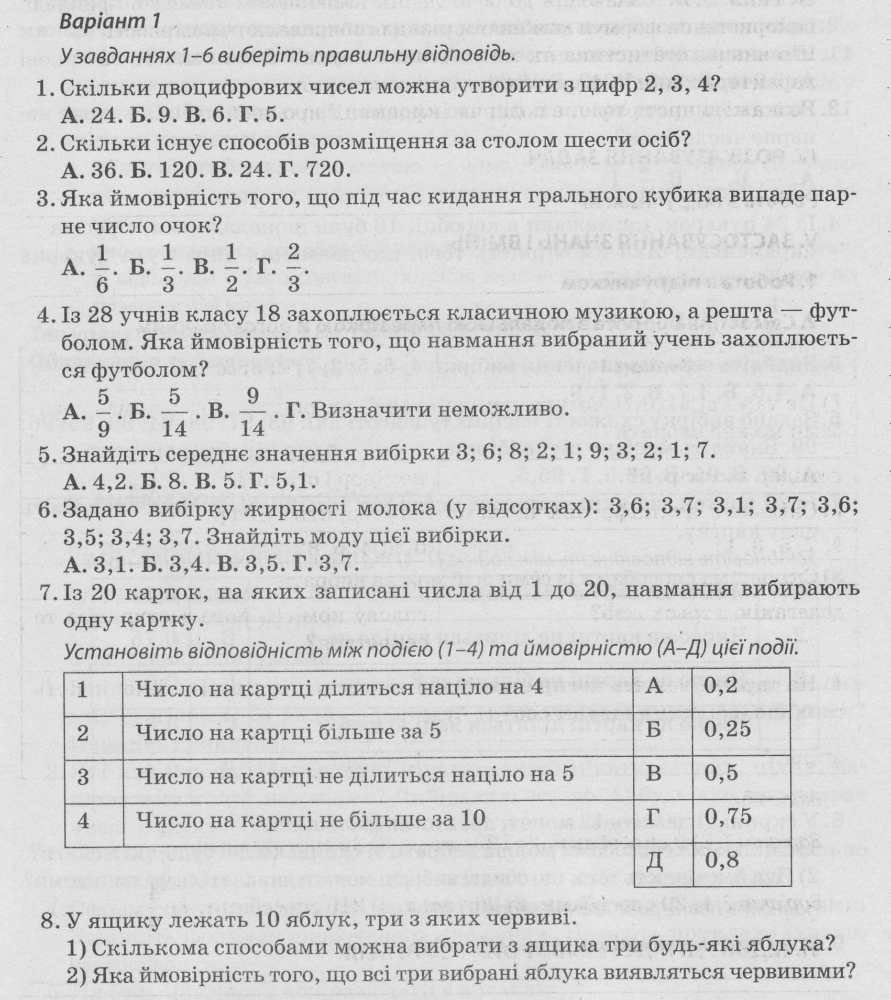 Варіант 1
У завданнях 1–6 виберіть правильну відповідь.
1. Скільки двоцифрових чисел можна утворити з цифр 2, 3, 4?
А. 24. Б. 9. В. 6. Г. 5.
2. Скільки існує способів розміщення за столом шести осіб?
А. 36. Б. 120. В. 24. Г. 720.
3. Яка ймовірність того, що під час кидання грального кубика випаде пар-
не число очок?
А. 1/6. Б. 1/3. В. 1/2. Г. 2/3.
4. Із 28 учнів класу 18 захоплюється класичною музикою, а решта — фут-
болом. Яка ймовірність того, що навмання вибраний учень захоплюєть-
ся футболом?
А. 5/9. Б. 5/14. В. 9/14. Г. Визначити неможливо.
5. Знайдіть середнє значення вибірки 3; 6; 8; 2; 1; 9; 3; 2; 1; 7.
А. 4,2. Б. 8. В. 5. Г. 5,1.
6. Задано вибірку жирності молока (у відсотках): 3,6; 3,7; 3,1; 3,7; 3,6;
3,5; 3,4; 3,7. Знайдіть моду цієї вибірки.
А. 3,1. Б. 3,4. В. 3,5. Г. 3,7.
7. Із 20 карток, на яких записані числа від 1 до 20, навмання вибирають
одну картку.
Установіть відповідність між подією (1–4) та ймовірністю (А–Д) цієї події.
1 Число на картці ділиться націло на 4 А 0,2
2 Число на картці більше за 5 Б 0,25
3 Число на картці не ділиться націло на 5 В 0,5
4 Число на картці не більше за 10 Г 0,75
Д 0,8
8. У ящику лежать 10 яблук, три з яких червиві.
1) Скількома способами можна вибрати з ящика три будь-які яблука?
2) Яка ймовірність того, що всі три вибрані яблука виявляться червивими?